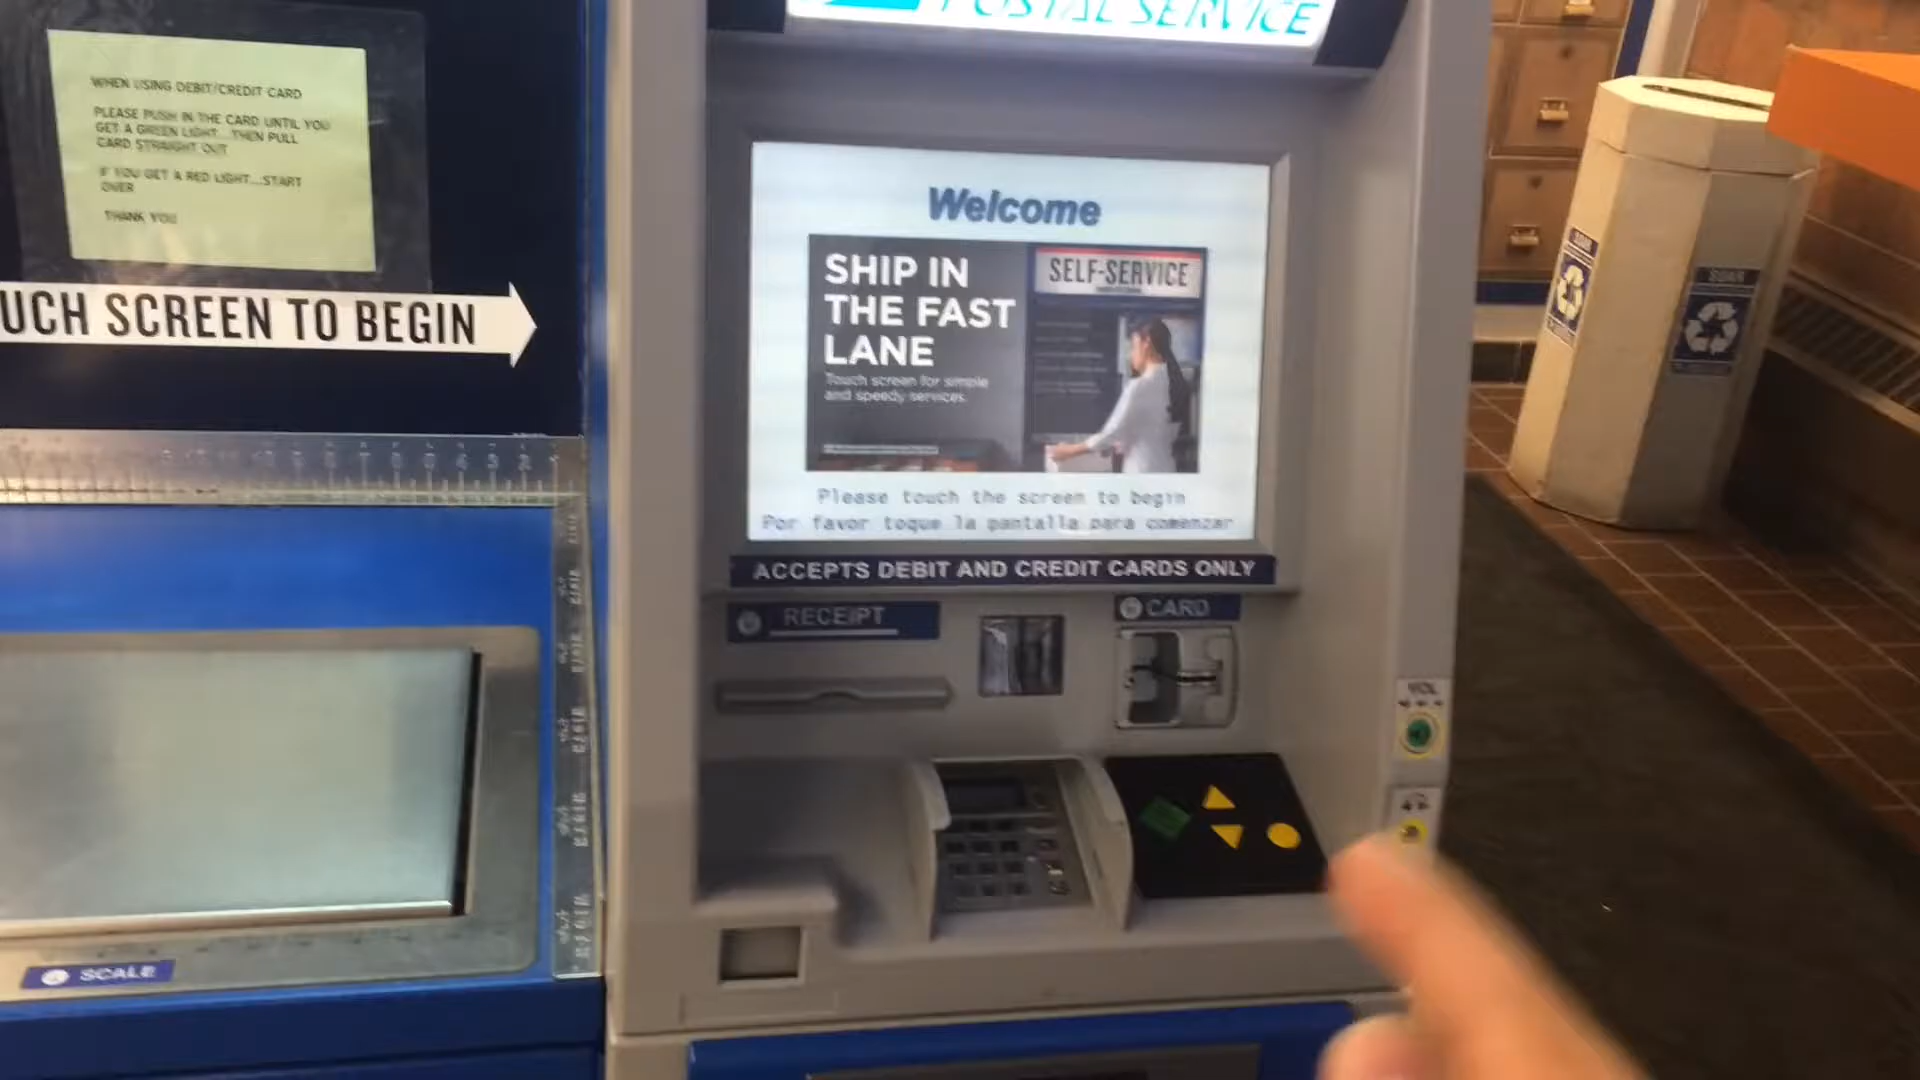 POSTAL SERVICE
WHEN USING DEBIT/CREDIT CARD
PLEASE PUSH IN THE CARD UNTIL YOU
GET A GREEN LIGHT...THEN PULL
CARD STRAIGHT OUT
IF YOU GET A RED LIGHT...START
OVER
THANK YOU
UCH SCREEN TO BEGIN
Welcome
SHIP IN
THE FAST
LANE
Touch screen for simple
and speedy services.
SELF-SERVICE
Please touch the screen to begin
Por favor toque la pantalla para comenzar
ACCEPTS DEBIT AND CREDIT CARDS ONLY
RECEIPT
CARD
VOL
SCALE